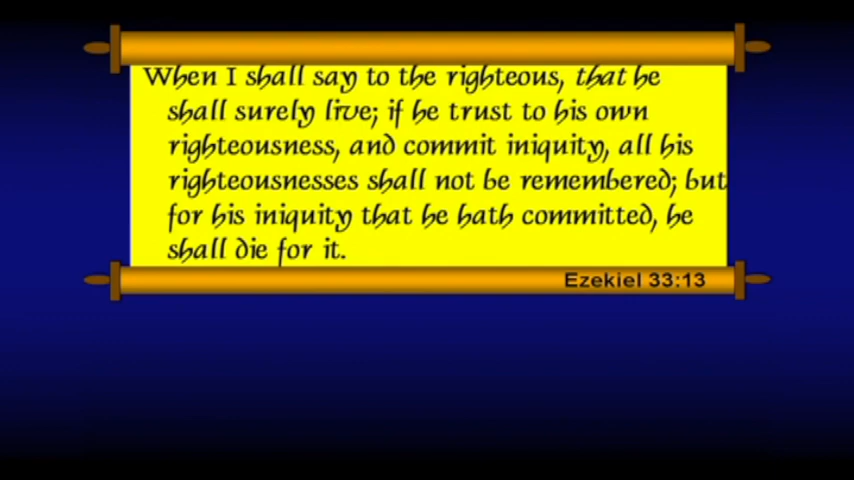 When I shall say to the righteous, that he
shall surely live; if he trust to his own
righteousness, and commit iniquity, all his
righteousnesses shall not be remembered; but
for his iniquity that he hath committed, he
shall die for it.
Ezekiel 33:13